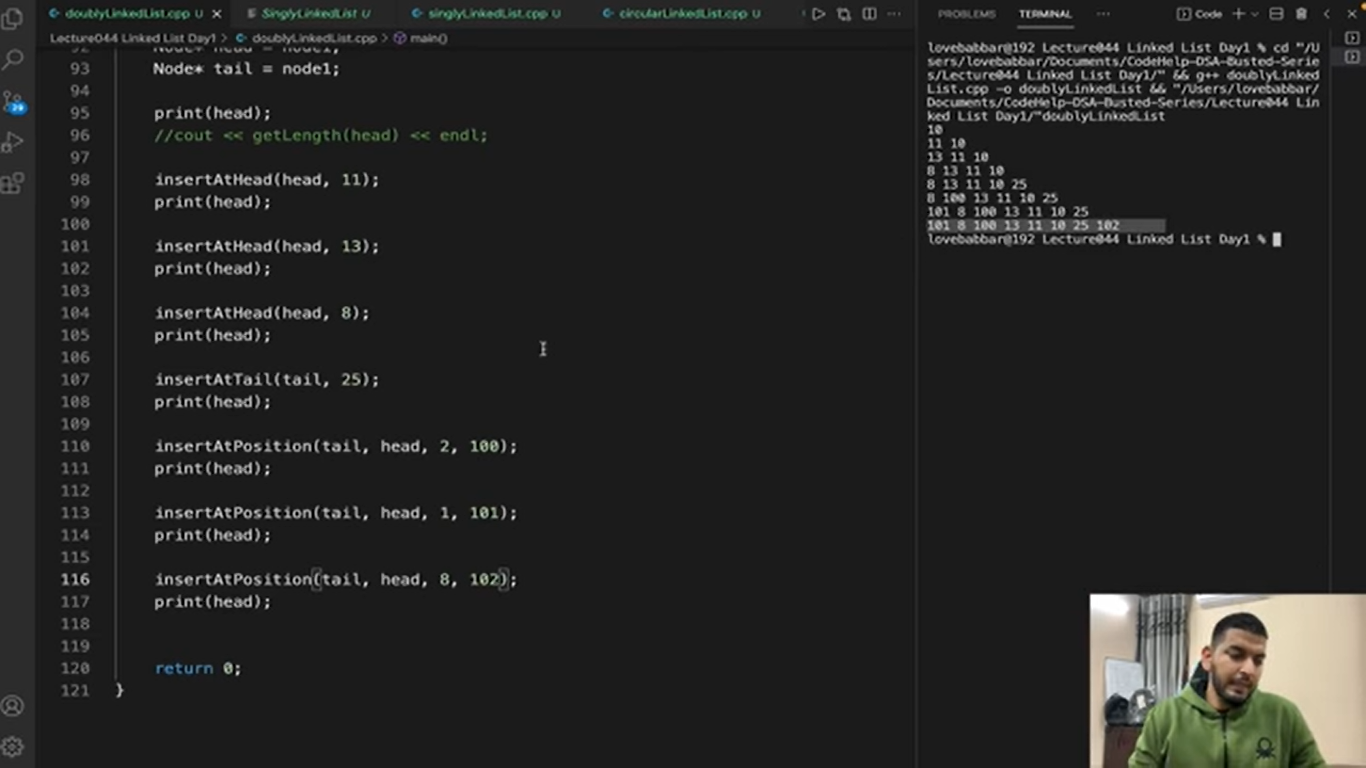 doublyLinkedList.cpp U
SinglyLinkedList U
singlyLinkedList.cpp U
circularLinkedList.cpp U
Lecture044 Linked List Day1 > doublyLinkedList.cpp > main()
92 Node* head = node1;
93 Node* tail = node1;
94
95 print(head);
96 //cout << getLength(head) << endl;
97
98 insertAtHead(head, 11);
99 print(head);
100
101 insertAtHead(head, 13);
102 print(head);
103
104 insertAtHead(head, 8);
105 print(head);
106
107 insertAtTail(tail, 25);
108 print(head);
109
110 insertAtPosition(tail, head, 2, 100);
111 print(head);
112
113 insertAtPosition(tail, head, 1, 101);
114 print(head);
115
116 insertAtPosition(tail, head, 8, 102);
117 print(head);
118
119
120 return 0;
121 }
PROBLEMS TERMINAL ··· Code
lovebabbar@192 Lecture044 Linked List Day1 % cd "/U
sers/lovebabbar/Documents/CodeHelp-DSA-Busted-Serie
s/Lecture044 Linked List Day1/" && g++ doublyLinked
List.cpp -o doublyLinkedList && "/Users/lovebabbar/
Documents/CodeHelp-DSA-Busted-Series/Lecture044 Lin
ked List Day1/"doublyLinkedList
10
11 10
13 11 10
8 13 11 10
8 13 11 10 25
8 100 13 11 10 25
101 8 100 13 11 10 25
101 8 100 13 11 10 25 102
lovebabbar@192 Lecture044 Linked List Day1 %